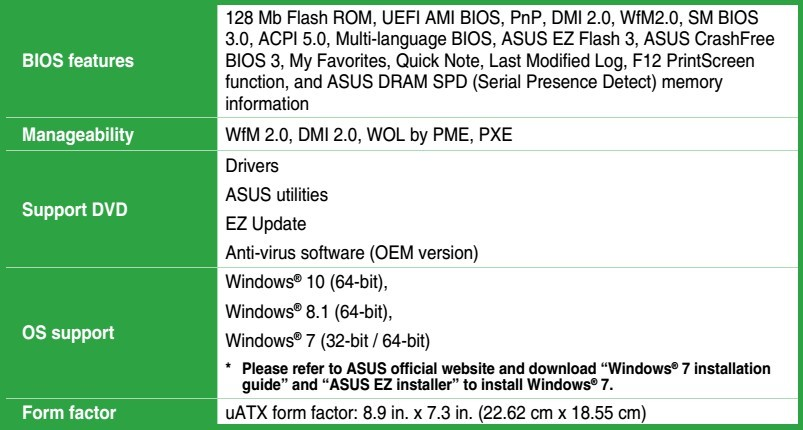 BIOS features
128 Mb Flash ROM, UEFI AMI BIOS, PnP, DMI 2.0, WfM2.0, SM BIOS
3.0, ACPI 5.0, Multi-language BIOS, ASUS EZ Flash 3, ASUS CrashFree
BIOS 3, My Favorites, Quick Note, Last Modified Log, F12 PrintScreen
function, and ASUS DRAM SPD (Serial Presence Detect) memory
information
Manageability
WfM 2.0, DMI 2.0, WOL by PME, PXE
Support DVD
Drivers
ASUS utilities
EZ Update
Anti-virus software (OEM version)
OS support
Windows® 10 (64-bit),
Windows® 8.1 (64-bit),
Windows® 7 (32-bit / 64-bit)
* Please refer to ASUS official website and download “Windows® 7 installation
guide” and “ASUS EZ installer” to install Windows® 7.
Form factor
uATX form factor: 8.9 in. x 7.3 in. (22.62 cm x 18.55 cm)